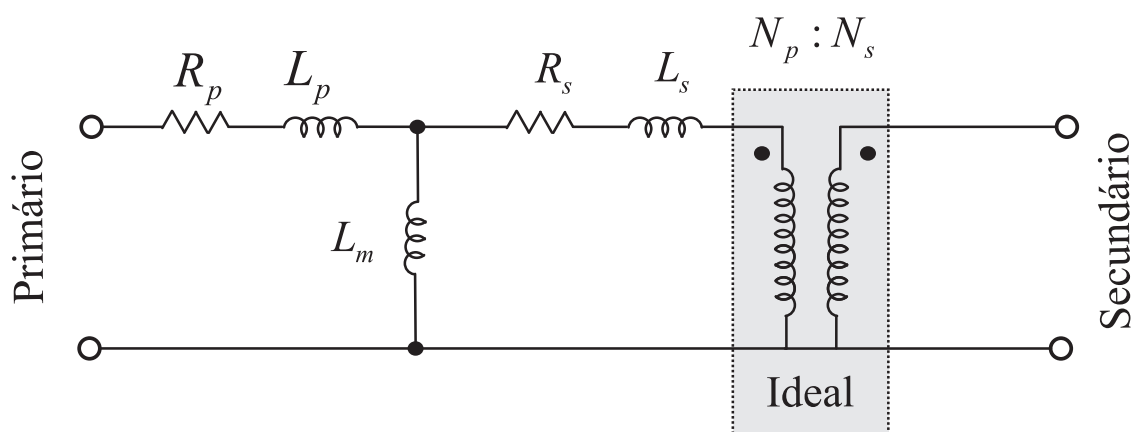 N_p : N_s
R_p
L_p
R_s
L_s
L_m
Primário
Secundário
Ideal